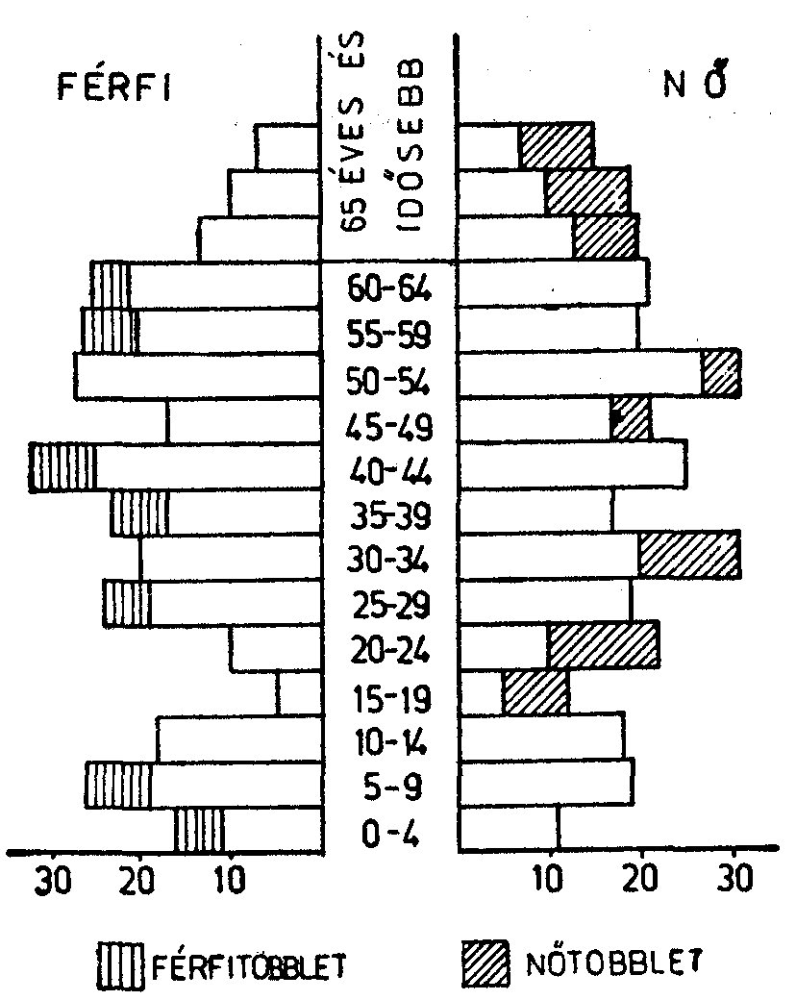 FÉRFI
NŐ
65 ÉVES ÉS
IDŐSEBB
60-64
55-59
50-54
45-49
40-44
35-39
30-34
25-29
20-24
15-19
10-14
5-9
0-4
30 20 10
10 20 30
FÉRFITÖBBLET
NŐTOBBLET